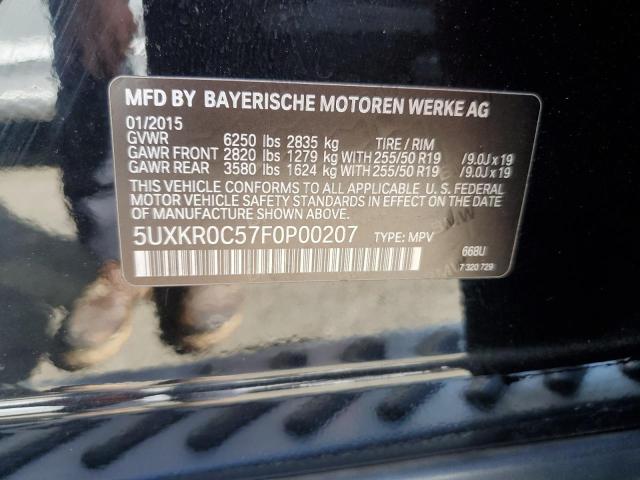 MFD BY BAYERISCHE MOTOREN WERKE AG
01/2015
GVWR 6250 lbs 2835 kg TIRE / RIM
GAWR FRONT 2820 lbs 1279 kg WITH 255/50 R19 /9.0J x 19
GAWR REAR 3580 lbs 1624 kg WITH 255/50 R19 /9.0J x 19
THIS VEHICLE CONFORMS TO ALL APPLICABLE U. S. FEDERAL
MOTOR VEHICLE SAFETY STANDARDS IN EFFECT ON THE DATE
OF MANUFACTURE SHOWN ABOVE.
5UXKR0C57F0P00207 TYPE: MPV
668U
7 320 729